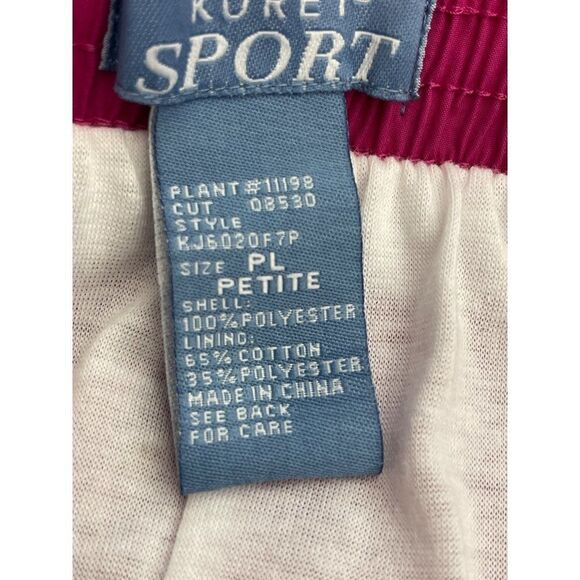 KORET
SPORT
PLANT #11198
CUT 08530
STYLE
KJ6020F7P
SIZE PL
PETITE
SHELL:
100% POLYESTER
LINING:
65% COTTON
35% POLYESTER
MADE IN CHINA
SEE BACK
FOR CARE